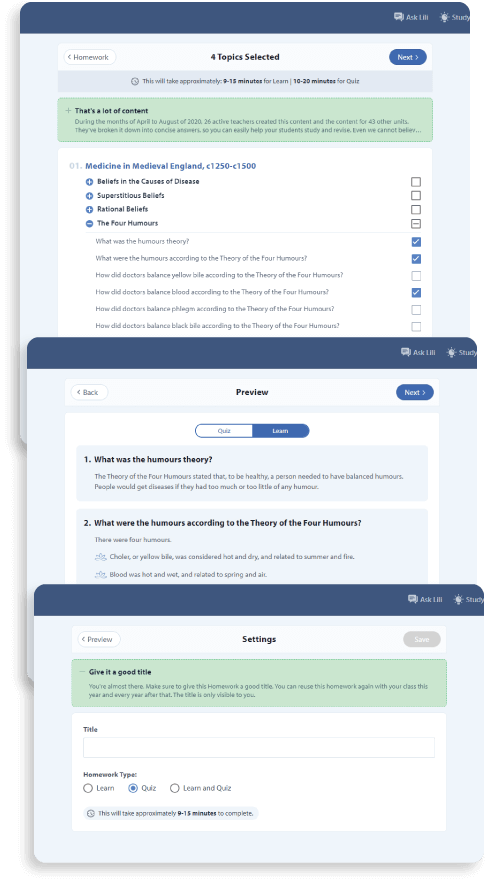 Ask Lili Study
Homework 4 Topics Selected Next
This will take approximately: 9-15 minutes for Learn | 10-20 minutes for Quiz
That's a lot of content
During the months of April to August of 2020, 26 active teachers created this content and the content for 43 other units.
They've broken it down into concise answers, so you can easily help your students study and revise. Even we cannot believ...
01. Medicine in Medieval England, c1250-c1500
Beliefs in the Causes of Disease
Superstitious Beliefs
Rational Beliefs
The Four Humours
What was the humours theory?
What were the humours according to the Theory of the Four Humours?
How did doctors balance yellow bile according to the Theory of the Four Humours?
How did doctors balance blood according to the Theory of the Four Humours?
How did doctors balance phlegm according to the Theory of the Four Humours?
How did doctors balance black bile according to the Theory of the Four Humours?
Ask Lili Study
Back Preview Next
Quiz Learn
1. What was the humours theory?
The Theory of the Four Humours stated that, to be healthy, a person needed to have balanced humours.
People would get diseases if they had too much or too little of any humour.
2. What were the humours according to the Theory of the Four Humours?
There were four humours.
Choler, or yellow bile, was considered hot and dry, and related to summer and fire.
Blood was hot and wet, and related to spring and air.
Ask Lili Study
Preview Settings Save
Give it a good title
You're almost there. Make sure to give this Homework a good title. You can reuse this homework again with your class this
year and every year after that. The title is only visible to you.
Title
Homework Type:
Learn Quiz Learn and Quiz
This will take approximately 9-15 minutes to complete.